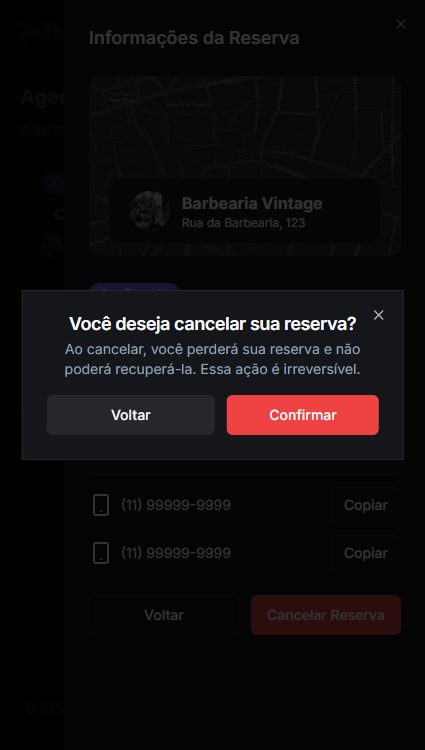 Informações da Reserva
Barbearia Vintage
Rua da Barbearia, 123
Você deseja cancelar sua reserva?
Ao cancelar, você perderá sua reserva e não
poderá recuperá-la. Essa ação é irreversível.
Voltar
Confirmar
(11) 99999-9999
Copiar
(11) 99999-9999
Copiar
Voltar
Cancelar Reserva